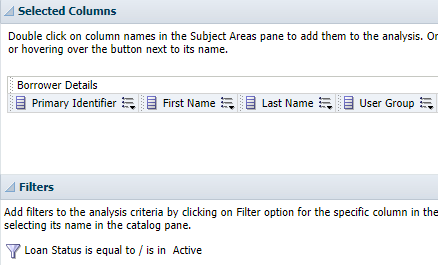 Selected Columns
Double click on column names in the Subject Areas pane to add them to the analysis. Or
or hovering over the button next to its name.
Borrower Details
Primary Identifier First Name Last Name User Group
Filters
Add filters to the analysis criteria by clicking on Filter option for the specific column in the
selecting its name in the catalog pane.
Loan Status is equal to / is in Active